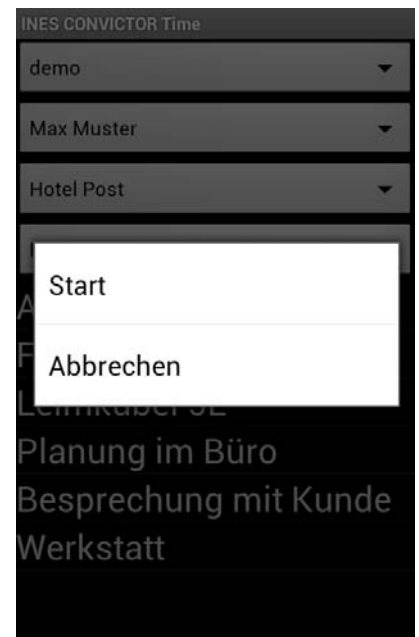 INES CONVICTOR Time
demo
Max Muster
Hotel Post
Start
Abbrechen
Planung im Büro
Besprechung mit Kunde
Werkstatt